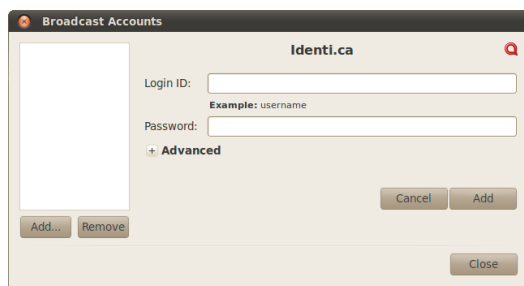 Broadcast Accounts
Identi.ca
Login ID:
Example: username
Password:
+ Advanced
Cancel Add
Add... Remove
Close